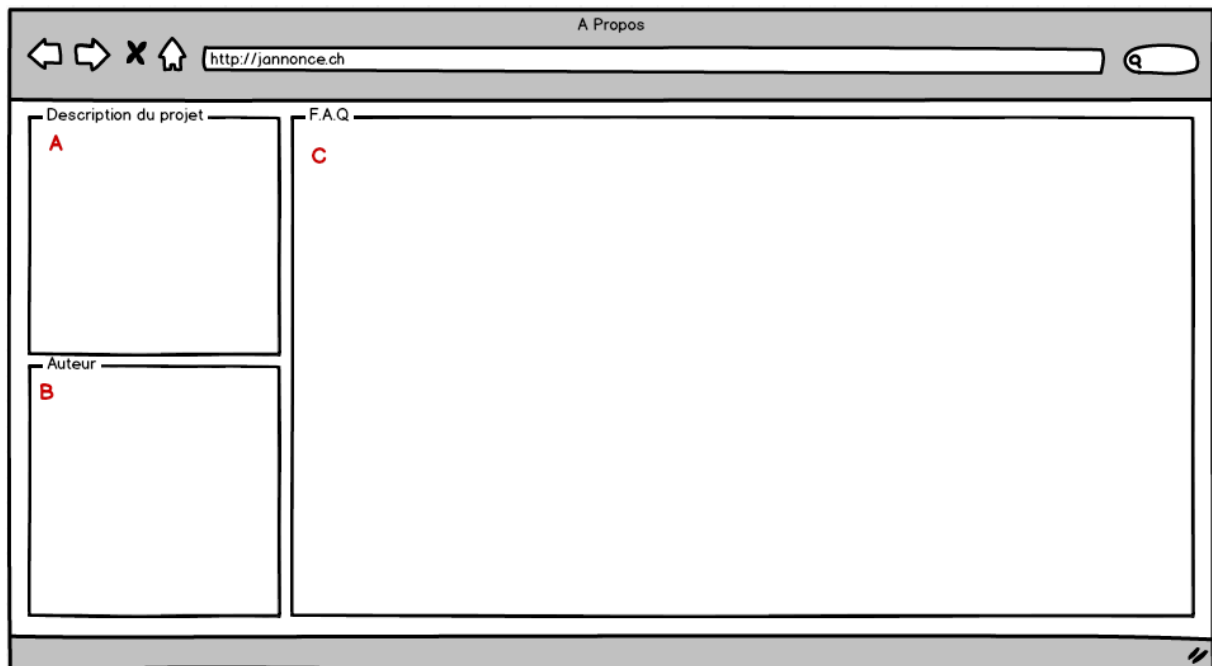 A Propos
http://jannonce.ch
Description du projet
A
Auteur
B
F.A.Q
C